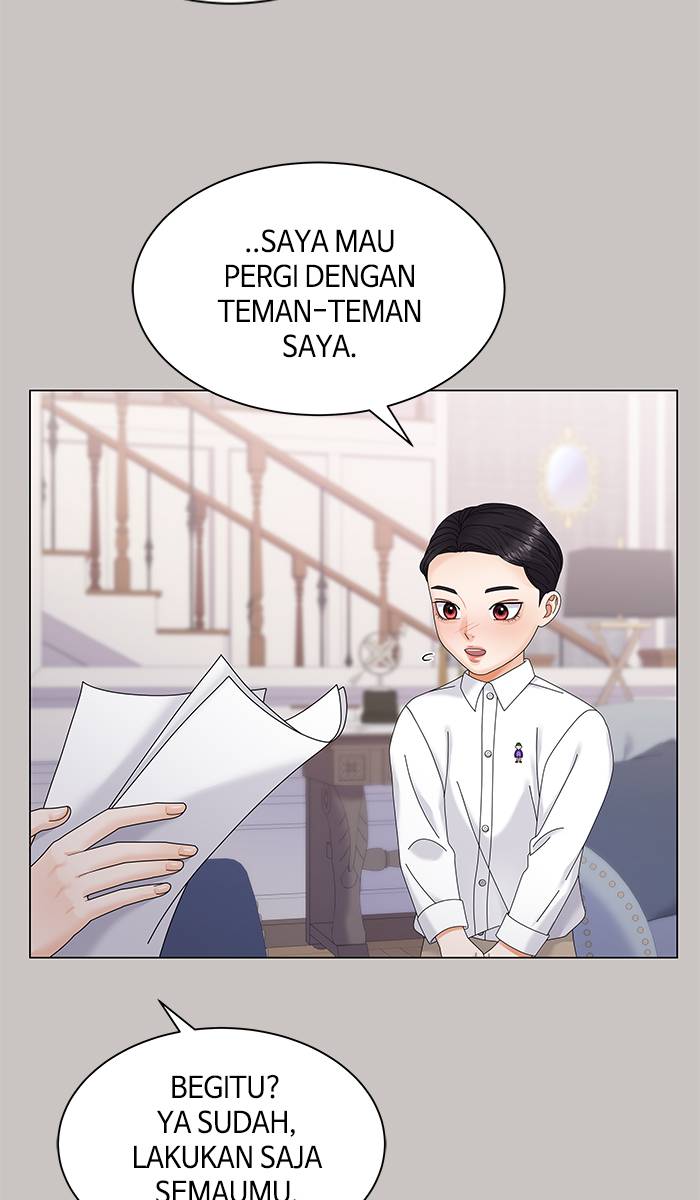 ..SAYA MAU
PERGI DENGAN
TEMAN-TEMAN
SAYA.
BEGITU?
YA SUDAH,
LAKUKAN SAJA
SEMAUMU.